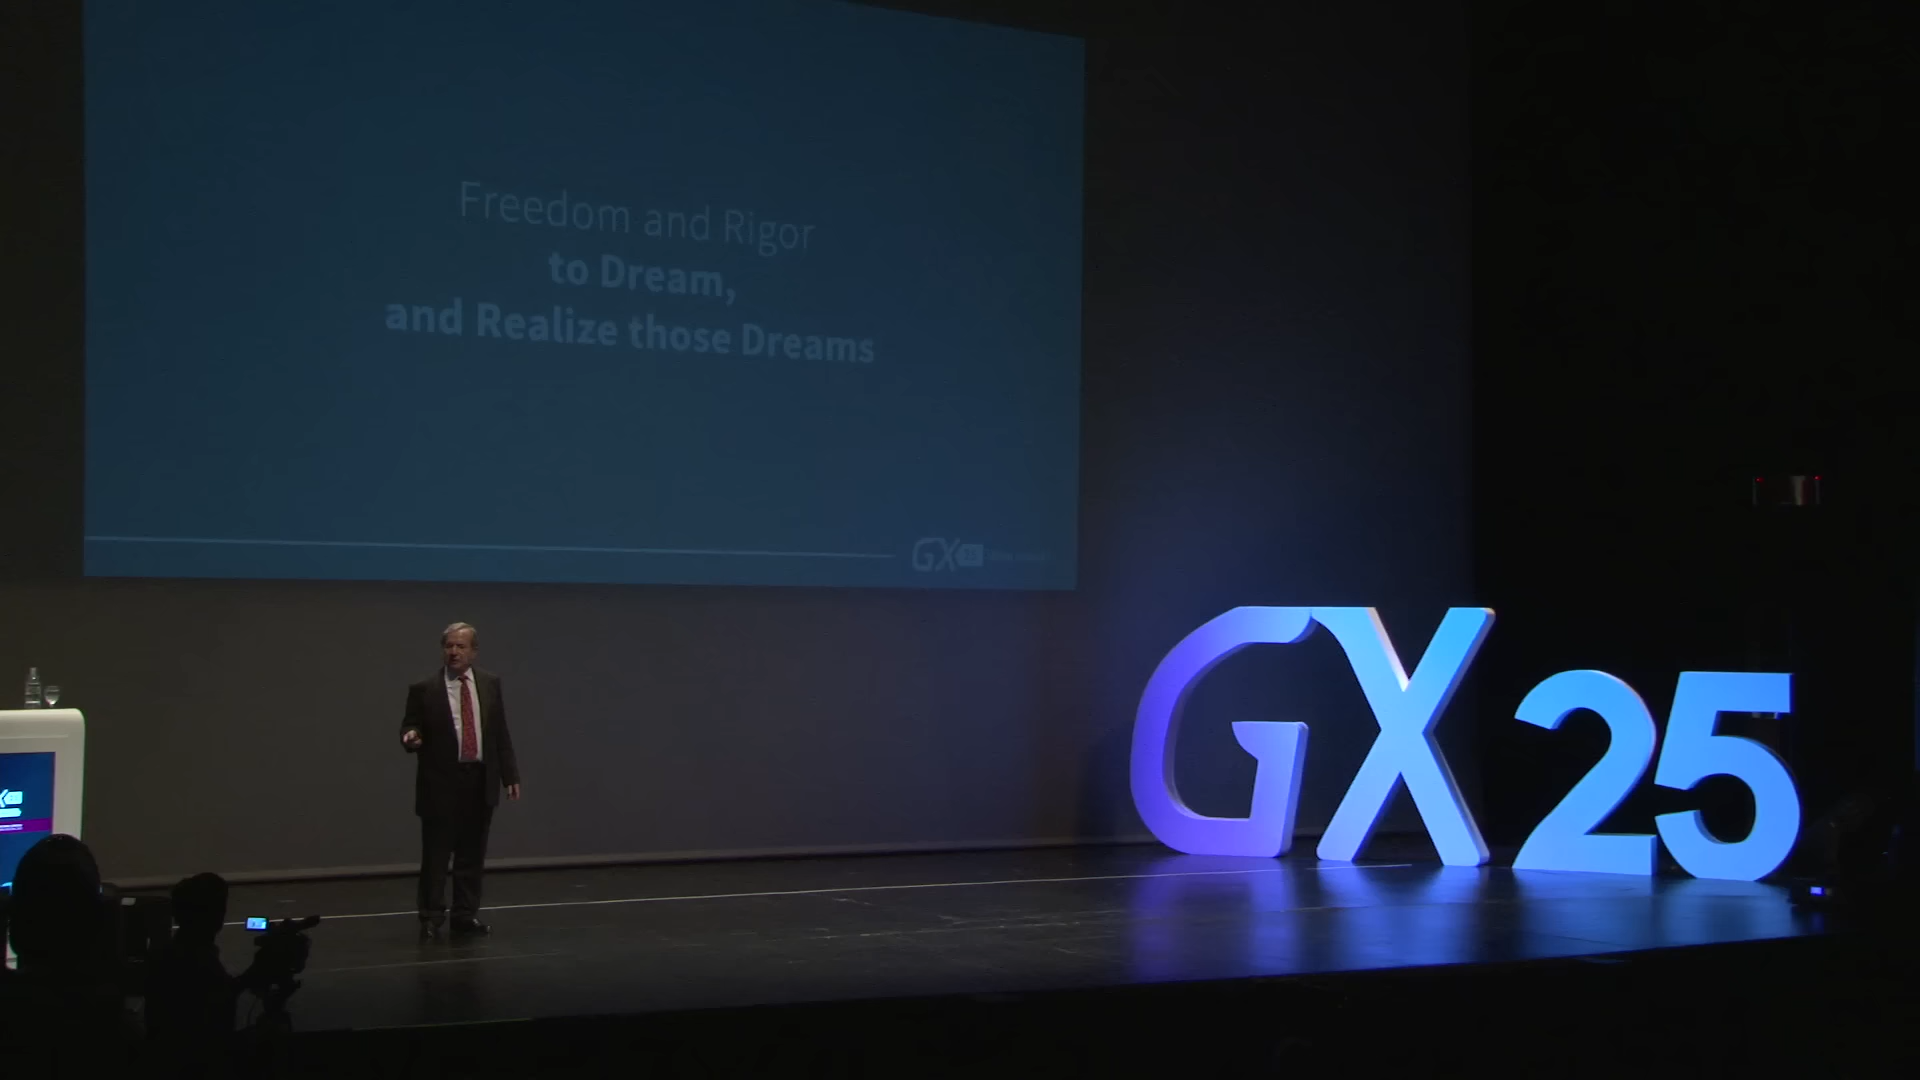 Freedom and Rigor
to Dream,
and Realize those Dreams
GX
GX25